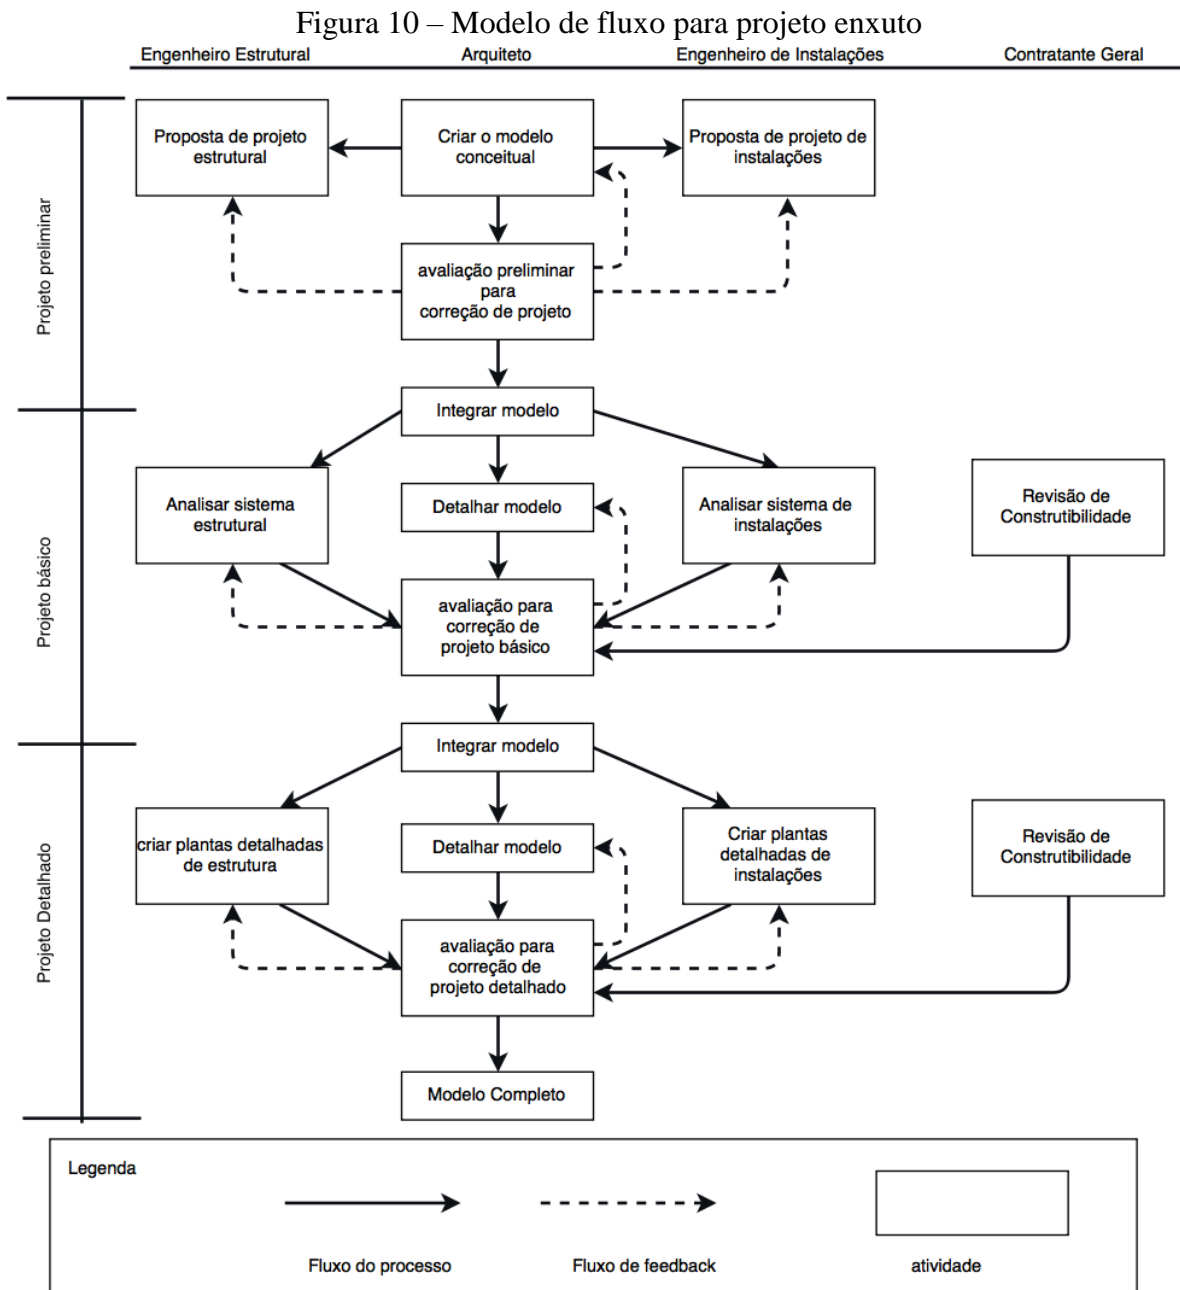 Figura 10 – Modelo de fluxo para projeto enxuto
Engenheiro Estrutural
Arquiteto
Engenheiro de Instalações
Contratante Geral
Projeto preliminar
Proposta de projeto
estrutural
Criar o modelo
conceitual
Proposta de projeto de
instalações
avaliação preliminar
para
correção de projeto
Integrar modelo
Projeto básico
Analisar sistema
estrutural
Detalhar modelo
Analisar sistema de
instalações
Revisão de
Construtibilidade
avaliação para
correção de
projeto básico
Integrar modelo
Projeto Detalhado
criar plantas detalhadas
de estrutura
Detalhar modelo
Criar plantas
detalhadas de
instalações
Revisão de
Construtibilidade
avaliação para
correção de
projeto detalhado
Modelo Completo
Legenda
Fluxo do processo
Fluxo de feedback
atividade